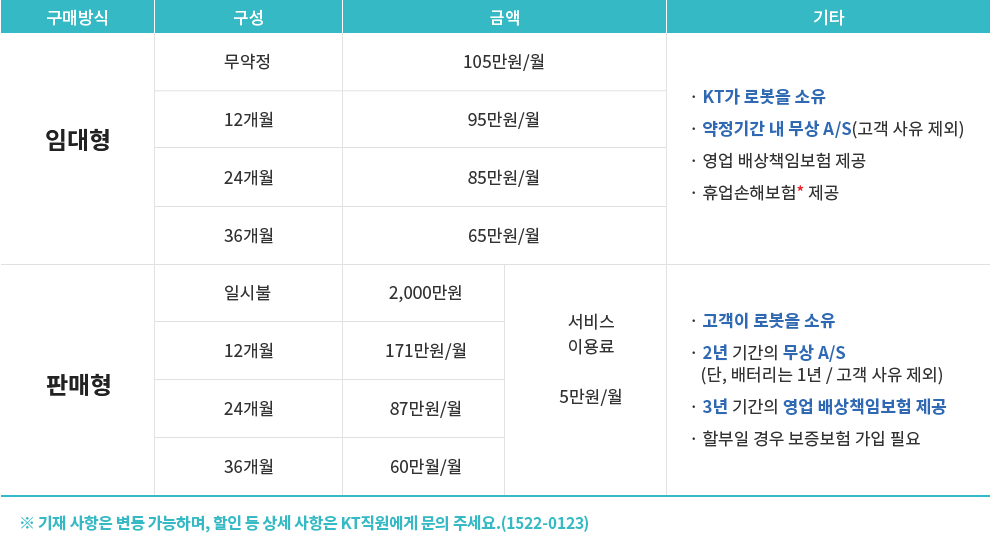 구매방식 구성 금액 기타
임대형
무약정 105만원/월
12개월 95만원/월
24개월 85만원/월
36개월 65만원/월
· KT가 로봇을 소유
· 약정기간 내 무상 A/S(고객 사유 제외)
· 영업 배상책임보험 제공
· 휴업손해보험* 제공
판매형
일시불 2,000만원
12개월 171만원/월
24개월 87만원/월
36개월 60만월/월
서비스
이용료
5만원/월
· 고객이 로봇을 소유
· 2년 기간의 무상 A/S
(단, 배터리는 1년 / 고객 사유 제외)
· 3년 기간의 영업 배상책임보험 제공
· 할부일 경우 보증보험 가입 필요
※ 기재 사항은 변동 가능하며, 할인 등 상세 사항은 KT직원에게 문의 주세요.(1522-0123)